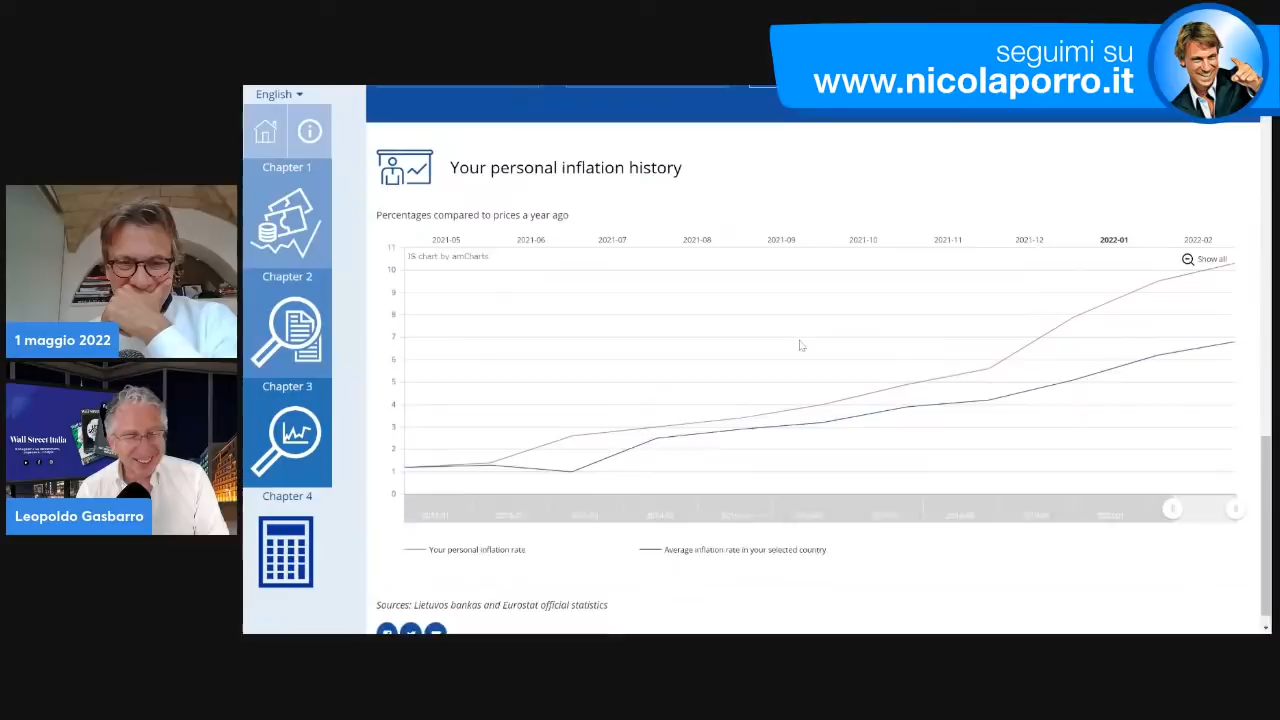 seguimi su
www.nicolaporro.it
English
Chapter 1
Chapter 2
Chapter 3
Chapter 4
Your personal inflation history
Percentages compared to prices a year ago
2021-05 2021-06 2021-07 2021-08 2021-09 2021-10 2021-11 2021-12 2022-01 2022-02
JS chart by amCharts
Show all
11
10
9
8
7
6
5
4
3
2
1
0
Your personal inflation rate
Average inflation rate in your selected country
Sources: Lietuvos bankas and Eurostat official statistics
1 maggio 2022
Wall Street Italia
Leopoldo Gasbarro